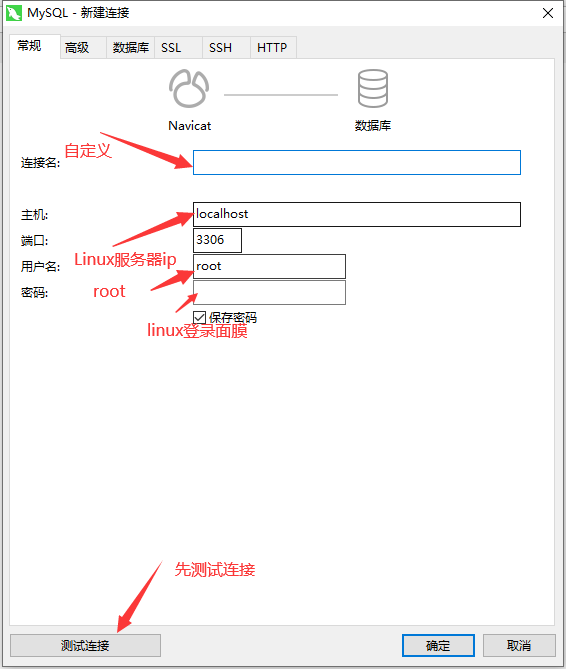 MySQL - 新建连接
常规 高级 数据库 SSL SSH HTTP
Navicat 数据库
自定义
连接名:
主机: localhost
端口: 3306
Linux服务器ip
用户名: root
root
密码:
保存密码
linux登录面膜
先测试连接
测试连接 确定 取消